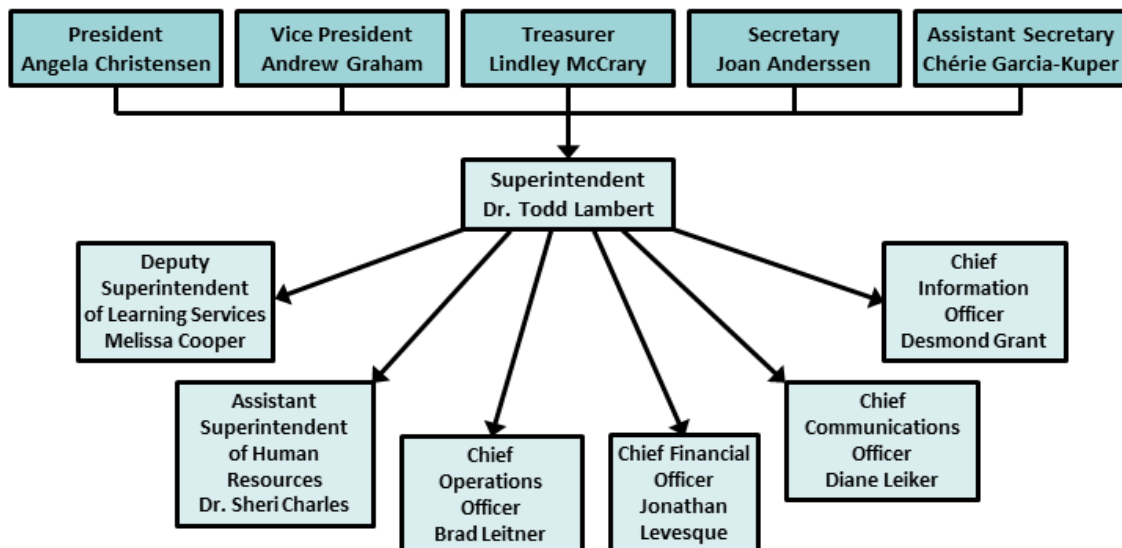 President
Angela Christensen
Vice President
Andrew Graham
Treasurer
Lindley McCrary
Secretary
Joan Anderssen
Assistant Secretary
Chérie Garcia-Kuper
Superintendent
Dr. Todd Lambert
Deputy
Superintendent
of Learning Services
Melissa Cooper
Assistant
Superintendent
of Human
Resources
Dr. Sheri Charles
Chief
Operations
Officer
Brad Leitner
Chief Financial
Officer
Jonathan
Levesque
Chief
Communications
Officer
Diane Leiker
Chief
Information
Officer
Desmond Grant